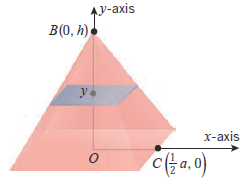 y-axis
B(0, h)
y
x-axis
O
C(½ a, 0)